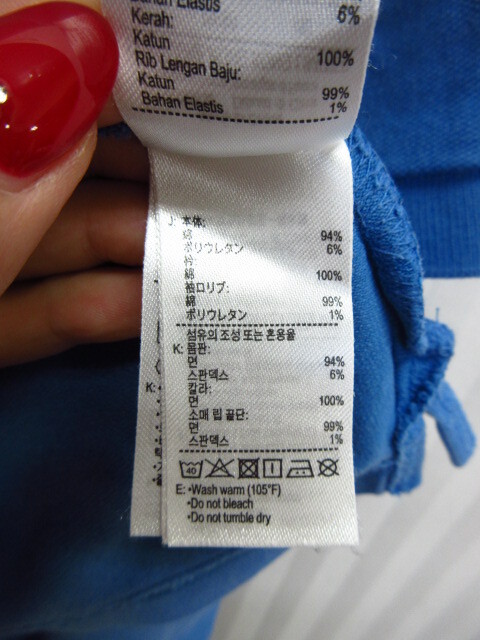 Bahan Elastis 6%
Kerah:
Katun 100%
Rib Lengan Baju:
Katun 99%
Bahan Elastis 1%
J: 本体:
綿 94%
ポリウレタン 6%
衿:
綿 100%
袖口リブ:
綿 99%
ポリウレタン 1%
섬유의 조성 또는 혼용율
K: 몸판:
면 94%
스판덱스 6%
칼라:
면 100%
소매 립 끝단:
면 99%
스판덱스 1%
40
E: •Wash warm (105°F)
•Do not bleach
•Do not tumble dry
K: